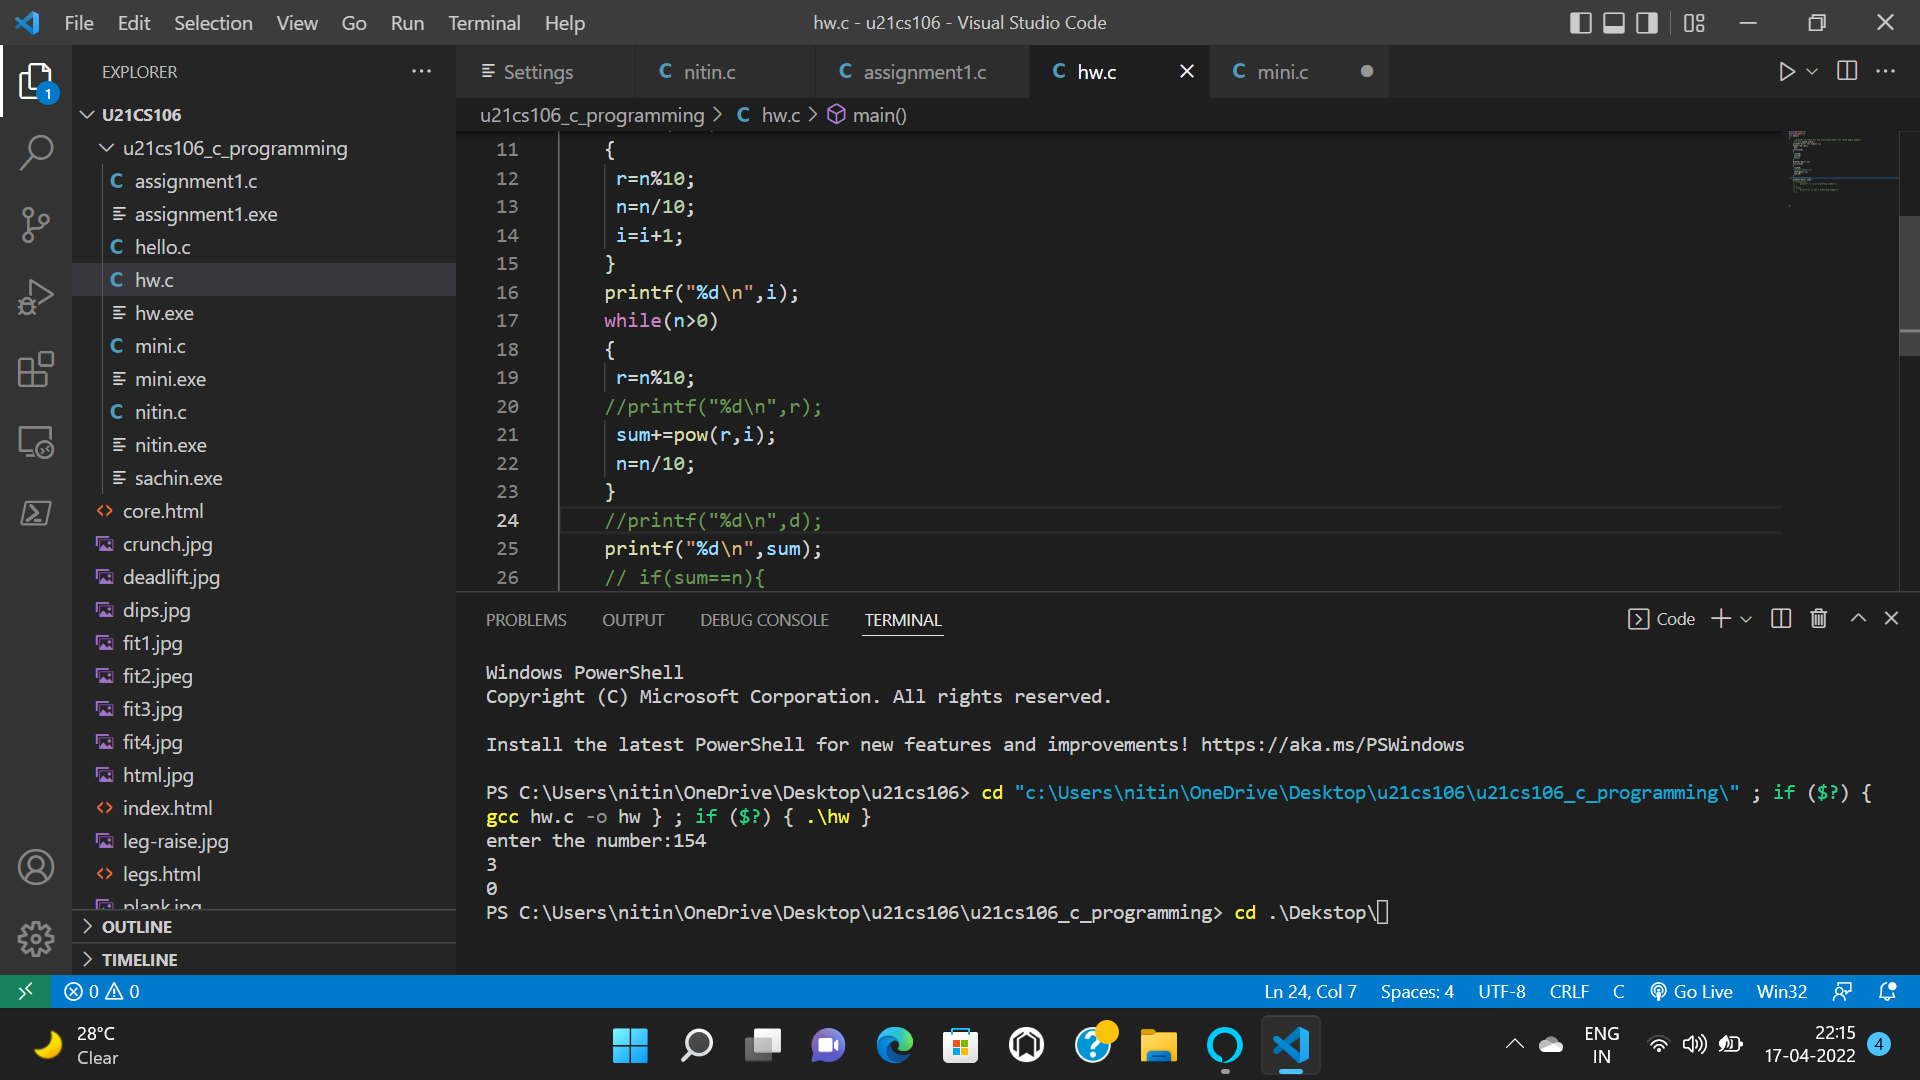 File Edit Selection View Go Run Terminal Help
hw.c - u21cs106 - Visual Studio Code
EXPLORER
1
U21CS106
u21cs106_c_programming
C assignment1.c
assignment1.exe
C hello.c
C hw.c
hw.exe
C mini.c
mini.exe
C nitin.c
nitin.exe
sachin.exe
core.html
crunch.jpg
deadlift.jpg
dips.jpg
fit1.jpg
fit2.jpeg
fit3.jpg
fit4.jpg
html.jpg
index.html
leg-raise.jpg
legs.html
plank.jpg
OUTLINE
TIMELINE
Settings C nitin.c C assignment1.c C hw.c C mini.c
u21cs106_c_programming > C hw.c > main()
11 {
12 r=n%10;
13 n=n/10;
14 i=i+1;
15 }
16 printf("%d\n",i);
17 while(n>0)
18 {
19 r=n%10;
20 //printf("%d\n",r);
21 sum+=pow(r,i);
22 n=n/10;
23 }
24 //printf("%d\n",d);
25 printf("%d\n",sum);
26 // if(sum==n){
PROBLEMS OUTPUT DEBUG CONSOLE TERMINAL
Code
Windows PowerShell
Copyright (C) Microsoft Corporation. All rights reserved.
Install the latest PowerShell for new features and improvements! https://aka.ms/PSWindows
PS C:\Users\nitin\OneDrive\Desktop\u21cs106> cd "c:\Users\nitin\OneDrive\Desktop\u21cs106\u21cs106_c_programming\" ; if ($?) {
gcc hw.c -o hw } ; if ($?) { .\hw }
enter the number:154
3
0
PS C:\Users\nitin\OneDrive\Desktop\u21cs106\u21cs106_c_programming> cd .\Dekstop\
0 0
Ln 24, Col 7 Spaces: 4 UTF-8 CRLF C Go Live Win32
28°C
Clear
ENG
IN
22:15
17-04-2022
4